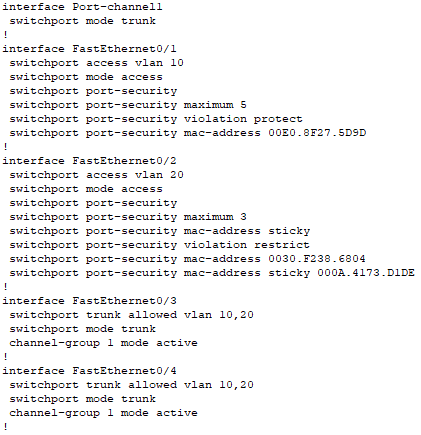 interface Port-channel1
 switchport mode trunk
!
interface FastEthernet0/1
 switchport access vlan 10
 switchport mode access
 switchport port-security
 switchport port-security maximum 5
 switchport port-security violation protect
 switchport port-security mac-address 00E0.8F27.5D9D
!
interface FastEthernet0/2
 switchport access vlan 20
 switchport mode access
 switchport port-security
 switchport port-security maximum 3
 switchport port-security mac-address sticky
 switchport port-security violation restrict
 switchport port-security mac-address 0030.F238.6804
 switchport port-security mac-address sticky 000A.4173.D1DE
!
interface FastEthernet0/3
 switchport trunk allowed vlan 10,20
 switchport mode trunk
 channel-group 1 mode active
!
interface FastEthernet0/4
 switchport trunk allowed vlan 10,20
 switchport mode trunk
 channel-group 1 mode active
!